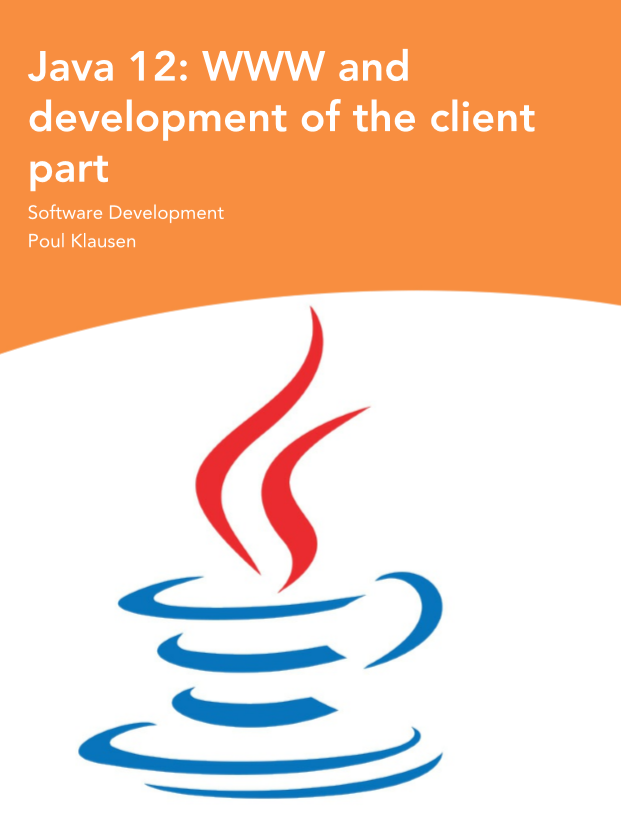 Java 12: WWW and
development of the client
part
Software Development
Poul Klausen